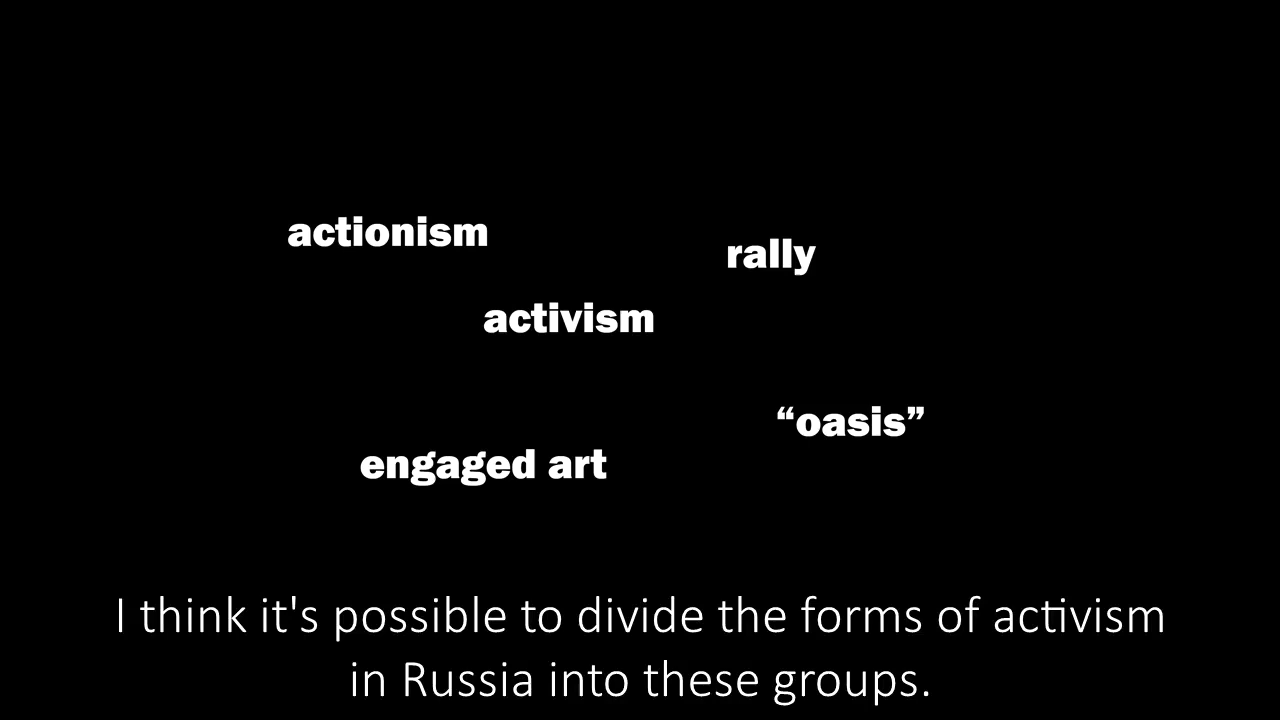 actionism
rally
activism
“oasis”
engaged art
I think it's possible to divide the forms of activism
in Russia into these groups.